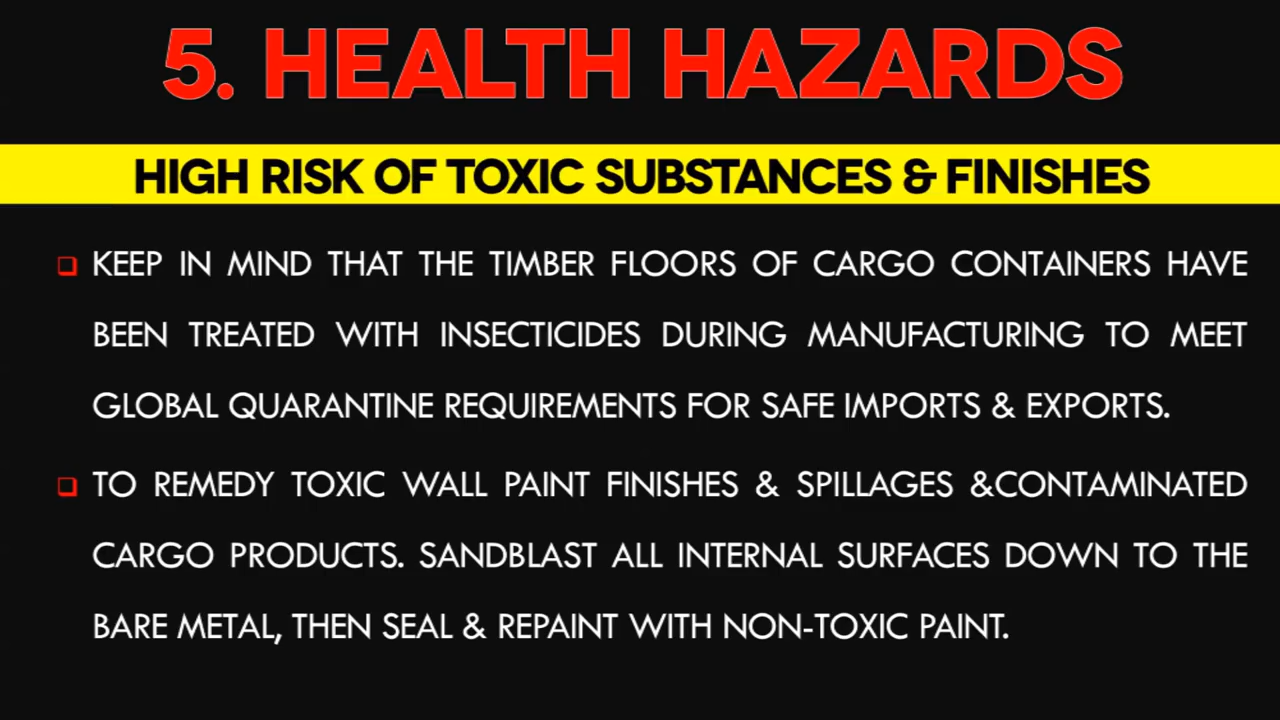 5. HEALTH HAZARDS
HIGH RISK OF TOXIC SUBSTANCES & FINISHES
KEEP IN MIND THAT THE TIMBER FLOORS OF CARGO CONTAINERS HAVE
BEEN TREATED WITH INSECTICIDES DURING MANUFACTURING TO MEET
GLOBAL QUARANTINE REQUIREMENTS FOR SAFE IMPORTS & EXPORTS.
TO REMEDY TOXIC WALL PAINT FINISHES & SPILLAGES &CONTAMINATED
CARGO PRODUCTS. SANDBLAST ALL INTERNAL SURFACES DOWN TO THE
BARE METAL, THEN SEAL & REPAINT WITH NON-TOXIC PAINT.